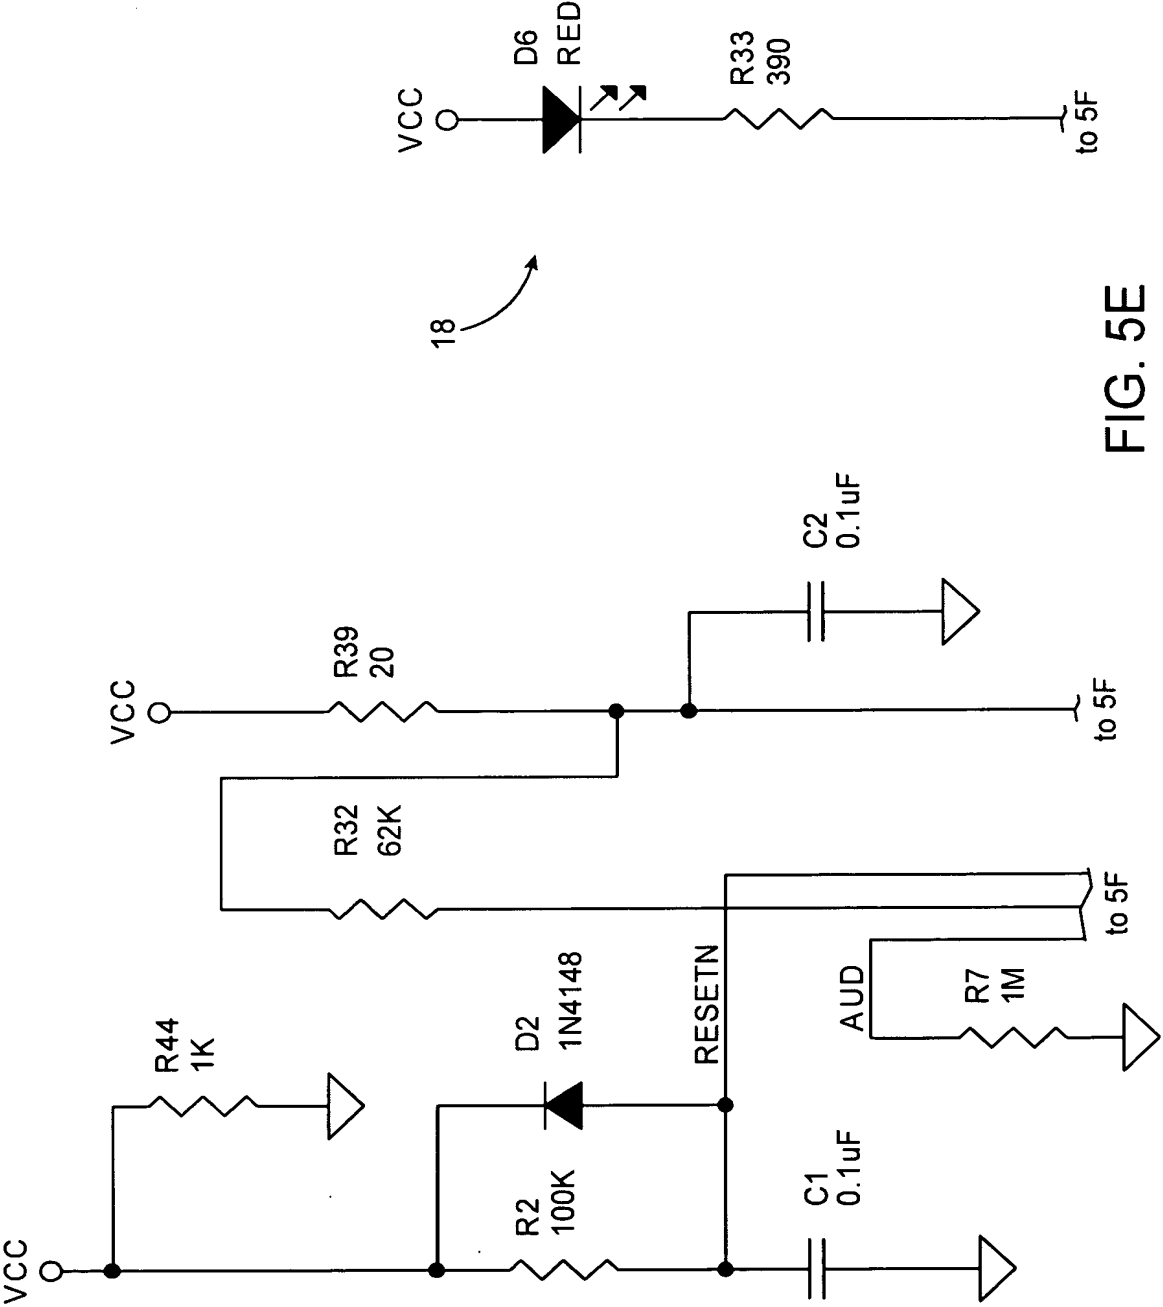 VCC
R44
1K
R2
100K
D2
1N4148
RESETN
C1
0.1uF
AUD
R7
1M
to 5F
R32
62K
VCC
R39
20
C2
0.1uF
to 5F
18
VCC
D6
RED
R33
390
to 5F
FIG. 5E